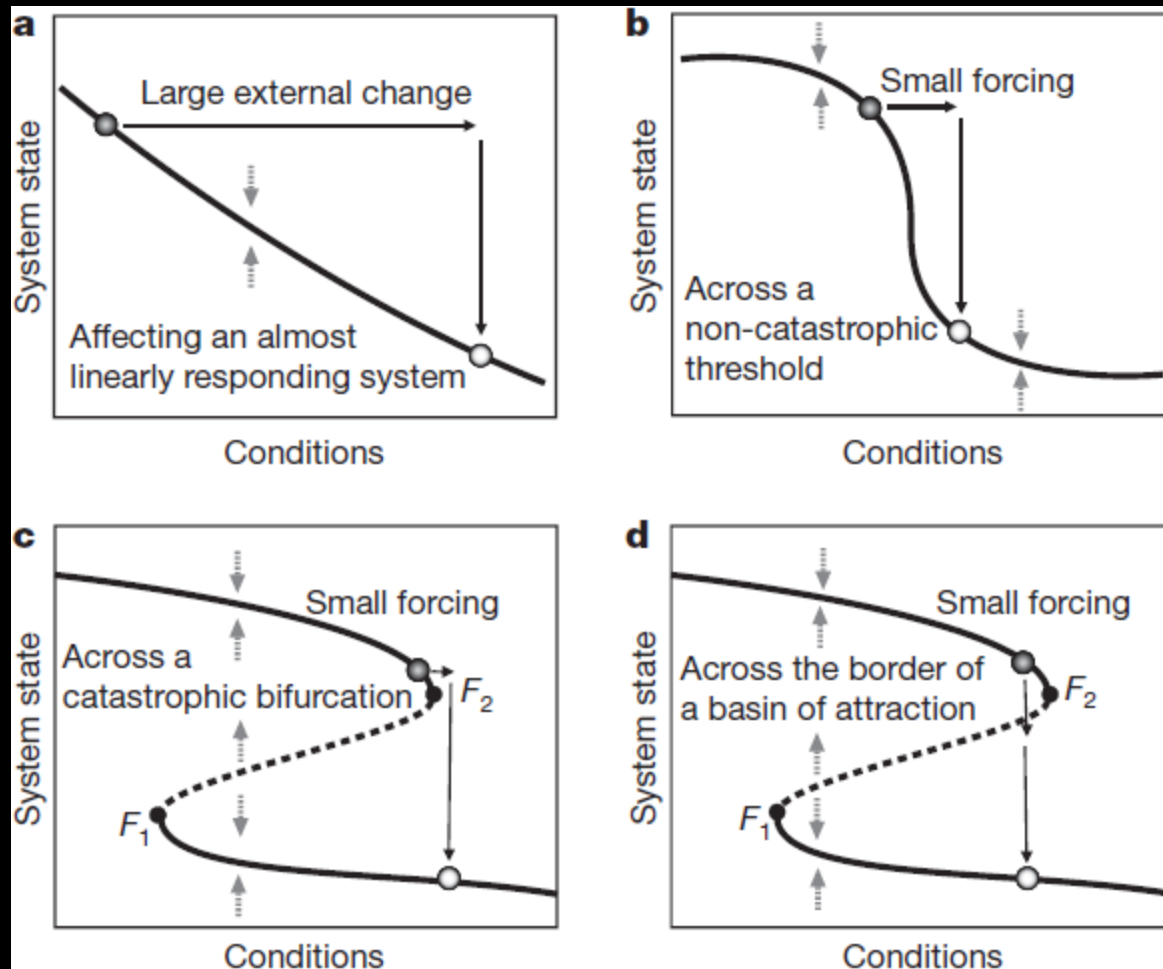 a
System state
Large external change
Affecting an almost
linearly responding system
Conditions
b
System state
Small forcing
Across a
non-catastrophic
threshold
Conditions
c
System state
Small forcing
Across a
catastrophic bifurcation
F2
F1
Conditions
d
System state
Small forcing
Across the border of
a basin of attraction
F2
F1
Conditions